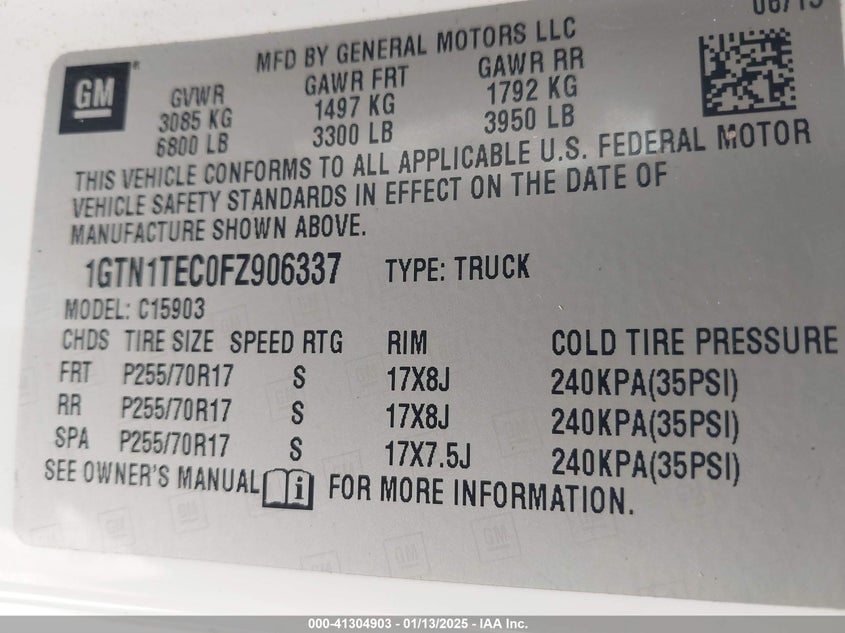 06/15
MFD BY GENERAL MOTORS LLC
GM
GVWR GAWR FRT GAWR RR
3085 KG 1497 KG 1792 KG
6800 LB 3300 LB 3950 LB
THIS VEHICLE CONFORMS TO ALL APPLICABLE U.S. FEDERAL MOTOR
VEHICLE SAFETY STANDARDS IN EFFECT ON THE DATE OF
MANUFACTURE SHOWN ABOVE.
1GTN1TEC0FZ906337 TYPE: TRUCK
MODEL: C15903
CHDS TIRE SIZE SPEED RTG RIM COLD TIRE PRESSURE
FRT P255/70R17 S 17X8J 240KPA(35PSI)
RR P255/70R17 S 17X8J 240KPA(35PSI)
SPA P255/70R17 S 17X7.5J 240KPA(35PSI)
SEE OWNER'S MANUAL i FOR MORE INFORMATION.
000-41304903 - 01/13/2025 - IAA Inc.